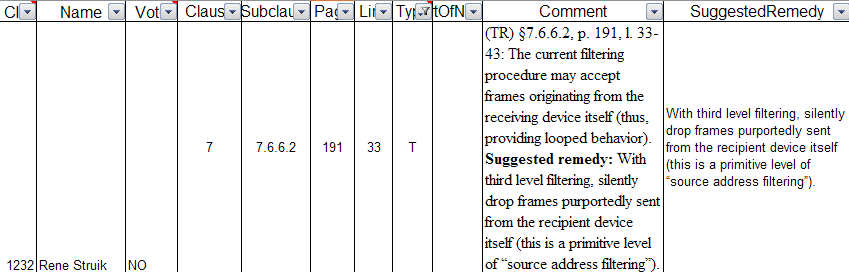 Cl Name Vot Claus Subclau Pag Lin Typ tOfN Comment SuggestedRemedy
1232 Rene Struik NO 7 7.6.6.2 191 33 T
(TR) §7.6.6.2, p. 191, l. 33-
43: The current filtering
procedure may accept
frames originating from the
receiving device itself (thus,
providing looped behavior).
Suggested remedy: With
third level filtering, silently
drop frames purportedly sent
from the recipient device
itself (this is a primitive level
of “source address filtering”).
With third level filtering, silently
drop frames purportedly sent
from the recipient device itself
(this is a primitive level of
“source address filtering”).